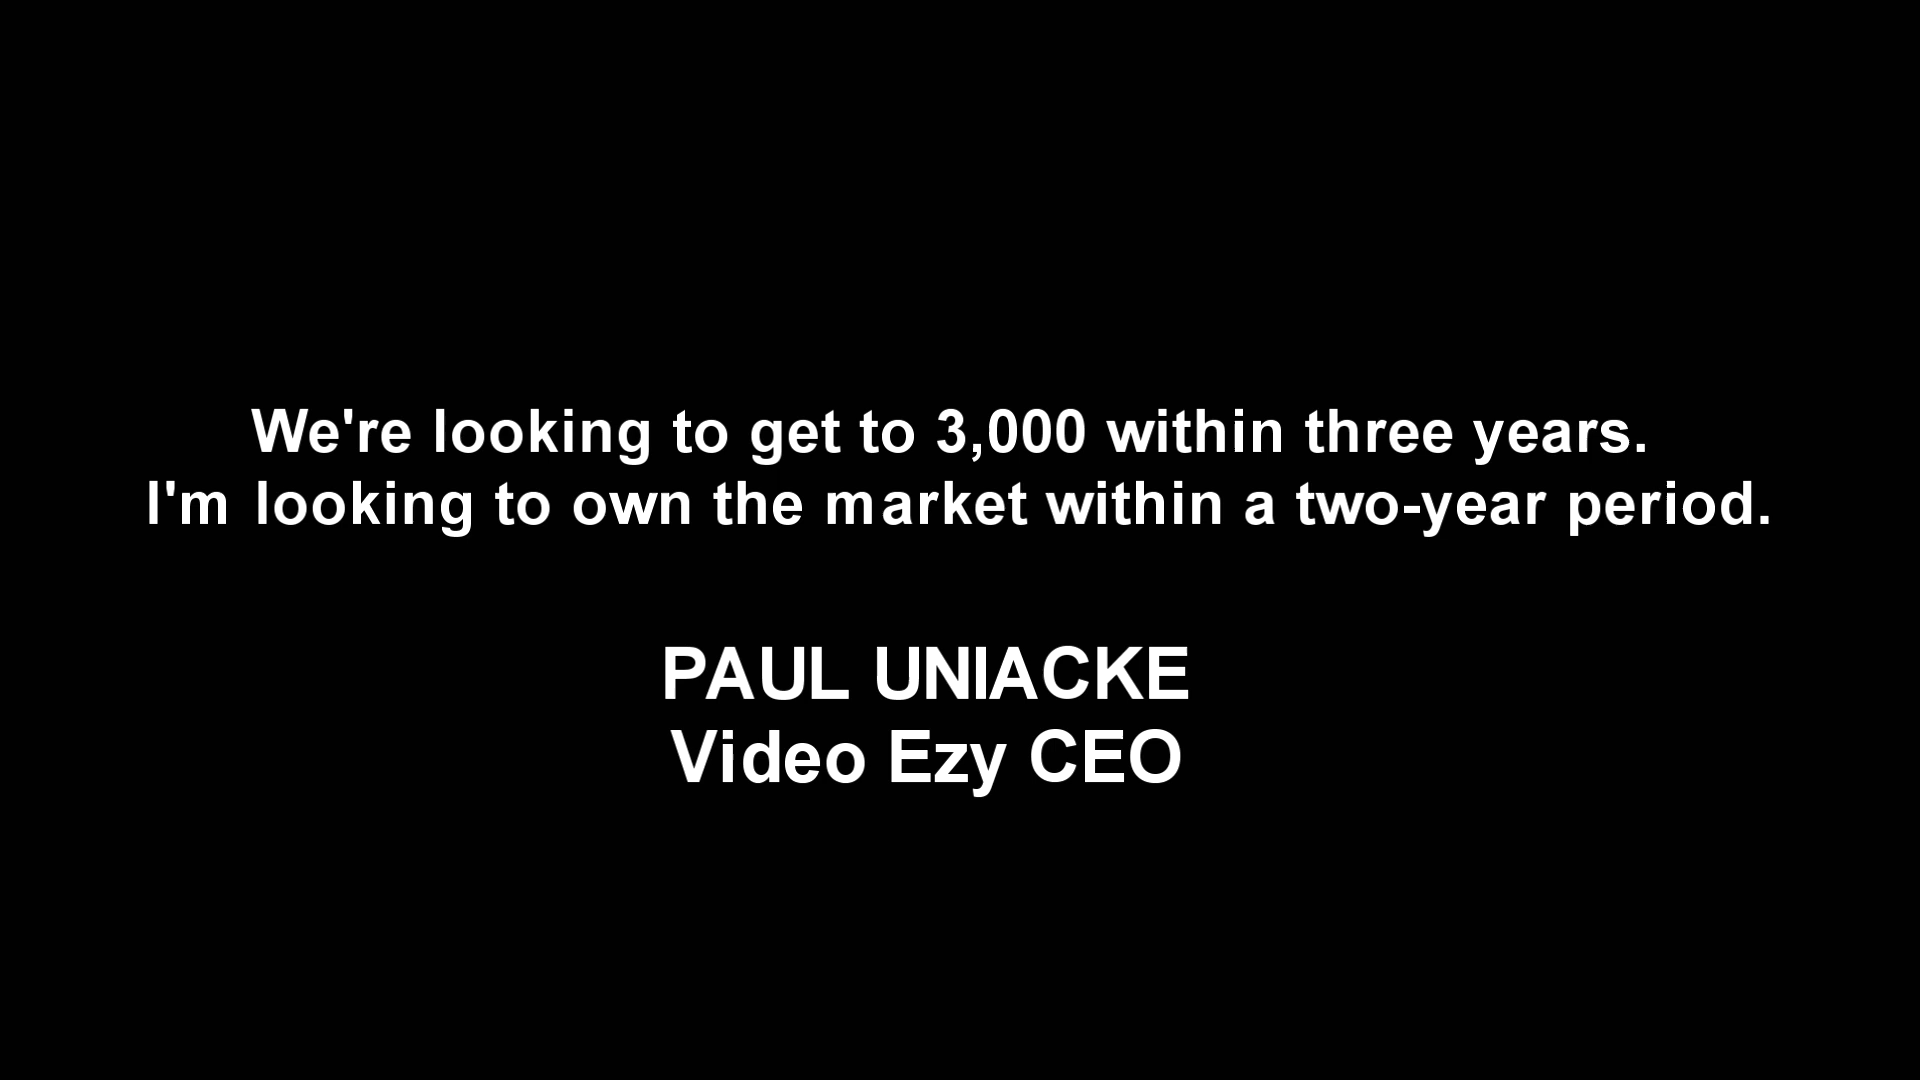 We're looking to get to 3,000 within three years.
I'm looking to own the market within a two-year period.
PAUL UNIACKE
Video Ezy CEO